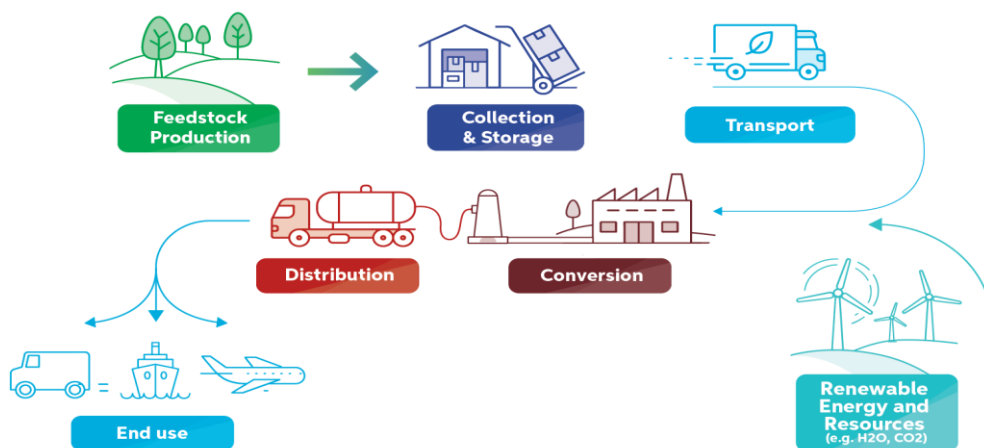 Feedstock
Production
Collection
& Storage
Transport
Distribution
Conversion
End use
Renewable
Energy and
Resources
(e.g. H2O, CO2)